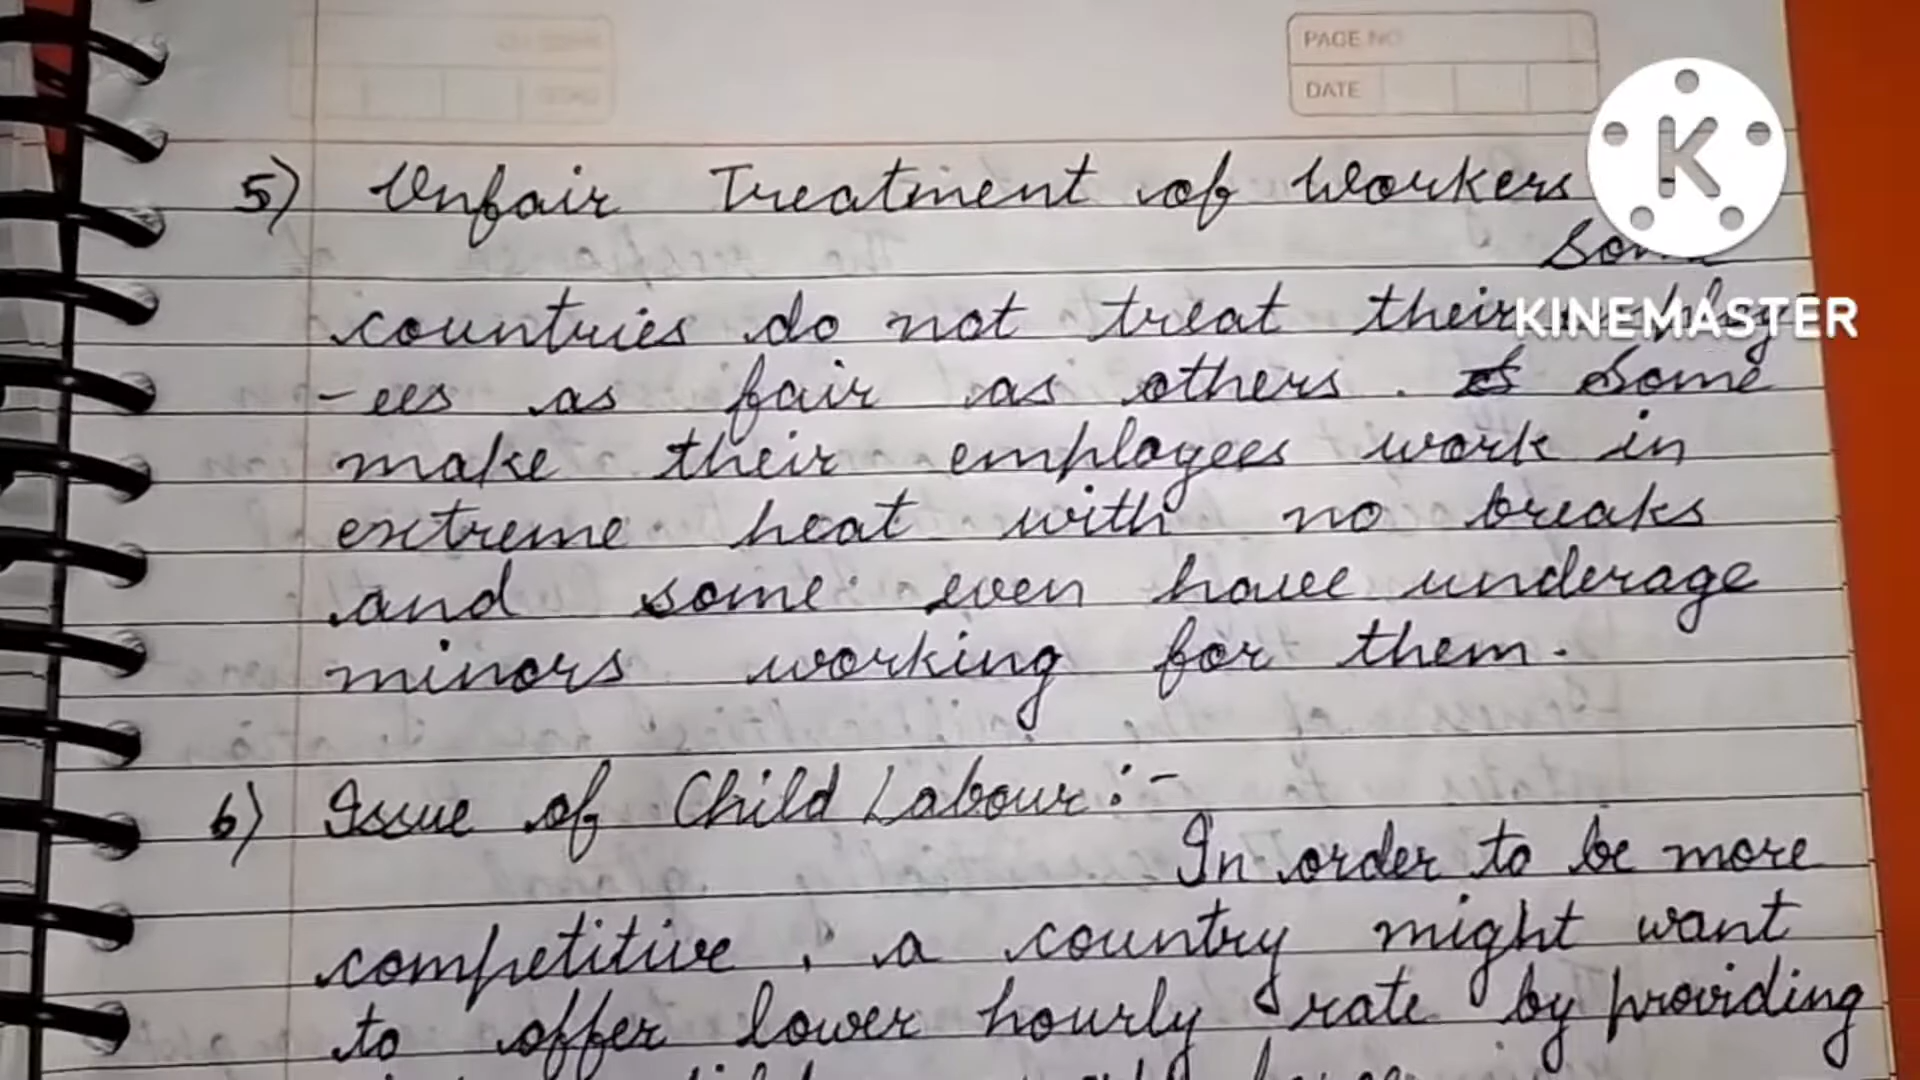 PAGE NO
DATE
K
KINEMASTER
5) Unfair Treatment of Workers
Some
countries do not treat their employ
-ees as fair as others. Some
make their employees work in
extreme heat with no breaks
and some even have underage
minors working for them.
6) Issue of Child Labour:-
In order to be more
competitive, a country might want
to offer lower hourly rate by providing